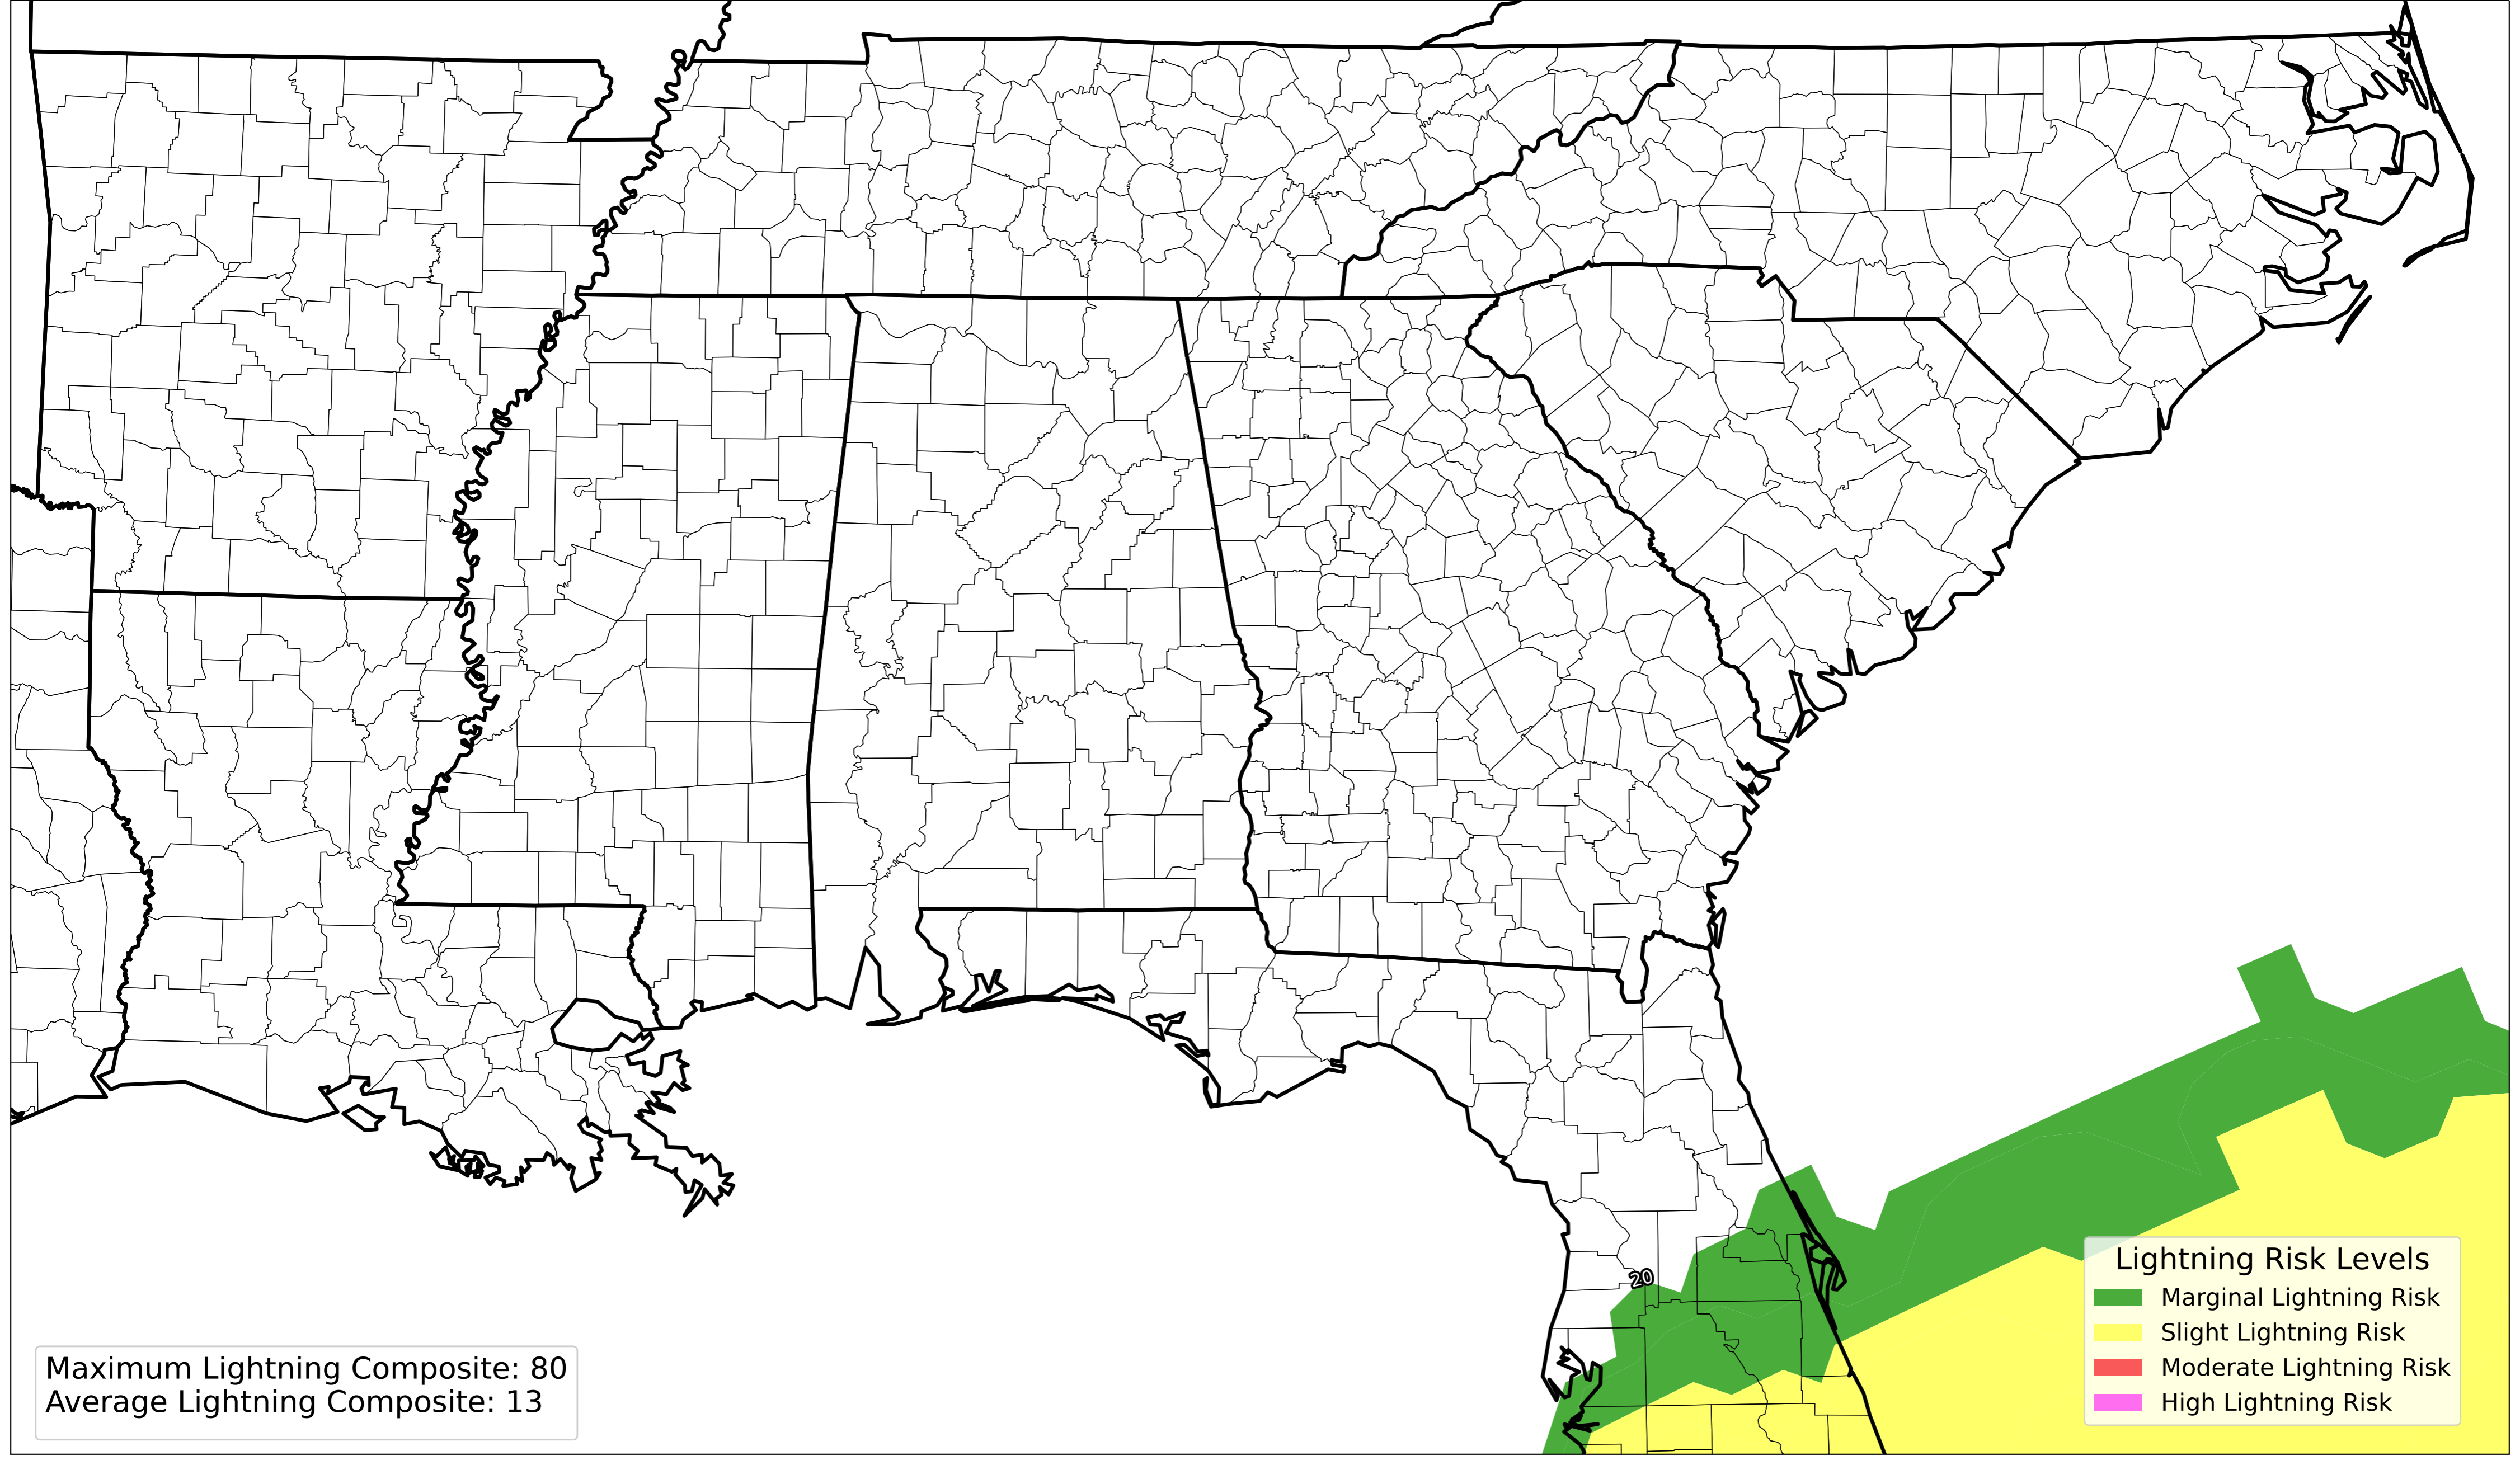 20
Lightning Risk Levels
Marginal Lightning Risk
Slight Lightning Risk
Moderate Lightning Risk
High Lightning Risk
Maximum Lightning Composite: 80
Average Lightning Composite: 13